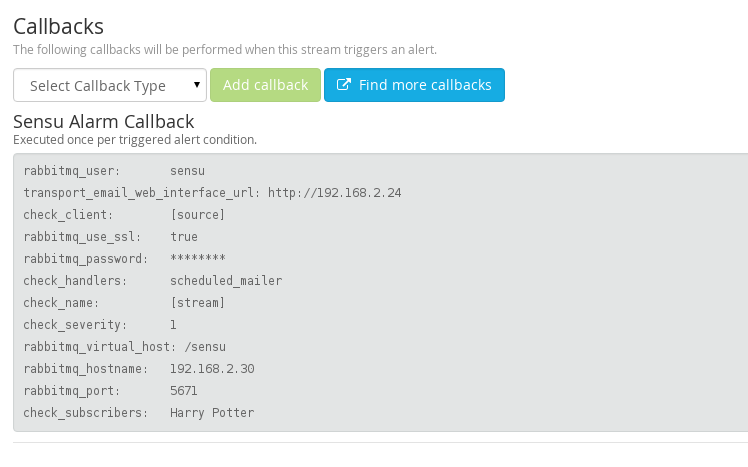 Callbacks
The following callbacks will be performed when this stream triggers an alert.
Select Callback Type Add callback Find more callbacks
Sensu Alarm Callback
Executed once per triggered alert condition.
rabbitmq_user: sensu
transport_email_web_interface_url: http://192.168.2.24
check_client: [source]
rabbitmq_use_ssl: true
rabbitmq_password: ********
check_handlers: scheduled_mailer
check_name: [stream]
check_severity: 1
rabbitmq_virtual_host: /sensu
rabbitmq_hostname: 192.168.2.30
rabbitmq_port: 5671
check_subscribers: Harry Potter